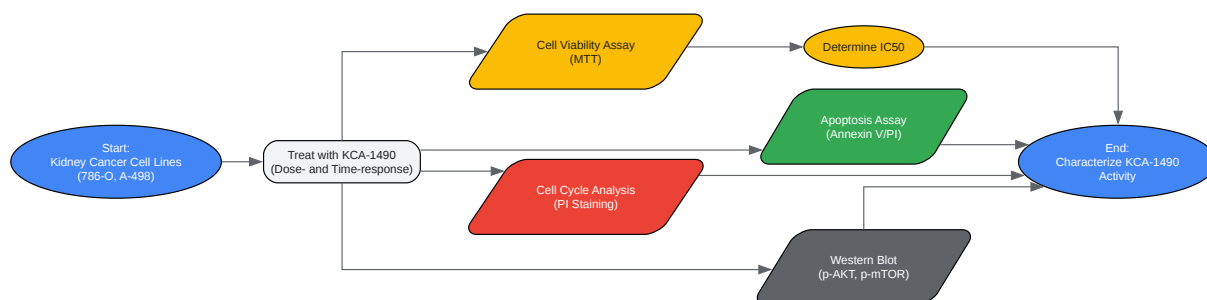 Start:
Kidney Cancer Cell Lines
(786-O, A-498)
Treat with KCA-1490
(Dose- and Time-response)
Cell Viability Assay
(MTT)
Determine IC50
Apoptosis Assay
(Annexin V/PI)
Cell Cycle Analysis
(PI Staining)
Western Blot
(p-AKT, p-mTOR)
End:
Characterize KCA-1490
Activity